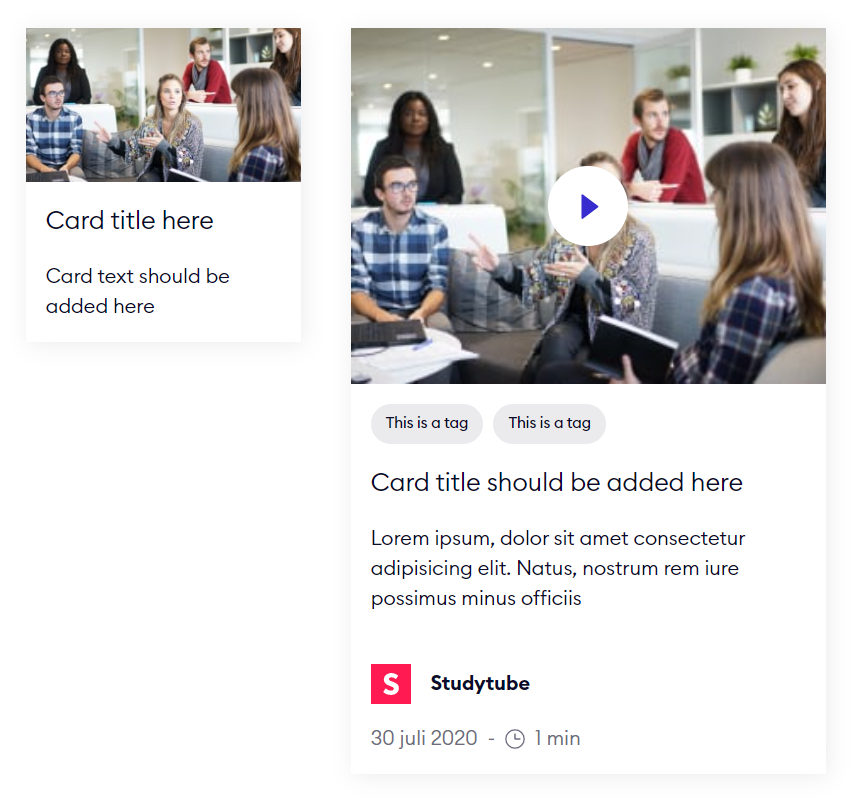 Card title here
Card text should be
added here
This is a tag
This is a tag
Card title should be added here
Lorem ipsum, dolor sit amet consectetur
adipisicing elit. Natus, nostrum rem iure
possimus minus officiis
S
Studytube
30 juli 2020 - 1 min